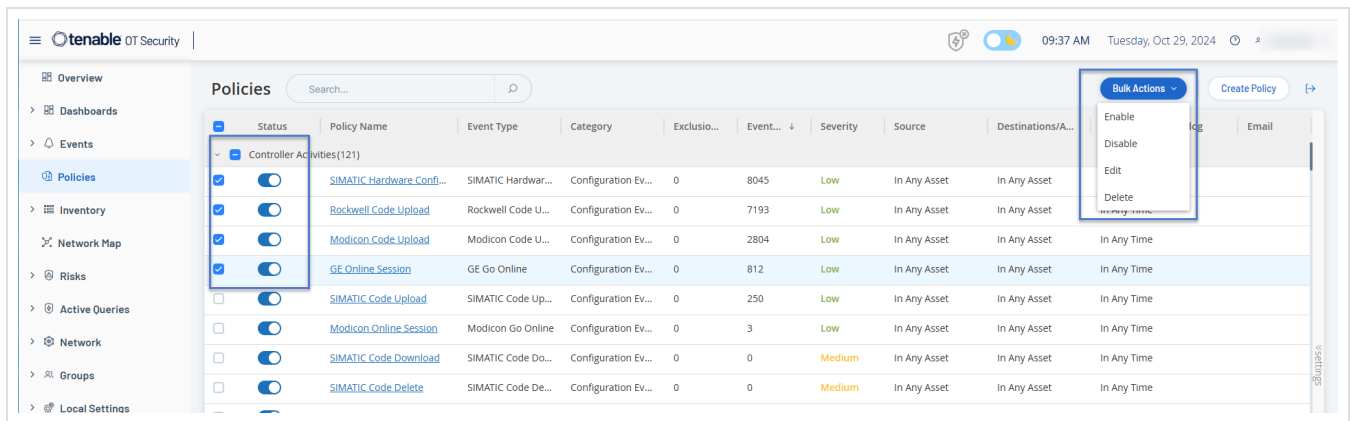 tenable OT Security
09:37 AM Tuesday, Oct 29, 2024
Overview
Dashboards
Events
Policies
Inventory
Network Map
Risks
Active Queries
Network
Groups
Local Settings
Policies Search... Bulk Actions Create Policy
Enable
Disable
Edit
Delete
Status Policy Name Event Type Category Exclusio... Event... ↓ Severity Source Destinations/A... Email
Controller Activities(121)
SIMATIC Hardware Confi... SIMATIC Hardwar... Configuration Ev... 0 8045 Low In Any Asset In Any Asset
Rockwell Code Upload Rockwell Code U... Configuration Ev... 0 7193 Low In Any Asset In Any Asset In Any Time
Modicon Code Upload Modicon Code U... Configuration Ev... 0 2804 Low In Any Asset In Any Asset In Any Time
GE Online Session GE Go Online Configuration Ev... 0 812 Low In Any Asset In Any Asset In Any Time
SIMATIC Code Upload SIMATIC Code Up... Configuration Ev... 0 250 Low In Any Asset In Any Asset In Any Time
Modicon Online Session Modicon Go Online Configuration Ev... 0 3 Low In Any Asset In Any Asset In Any Time
SIMATIC Code Download SIMATIC Code Do... Configuration Ev... 0 0 Medium In Any Asset In Any Asset In Any Time
SIMATIC Code Delete SIMATIC Code De... Configuration Ev... 0 0 Medium In Any Asset In Any Asset In Any Time
«settings